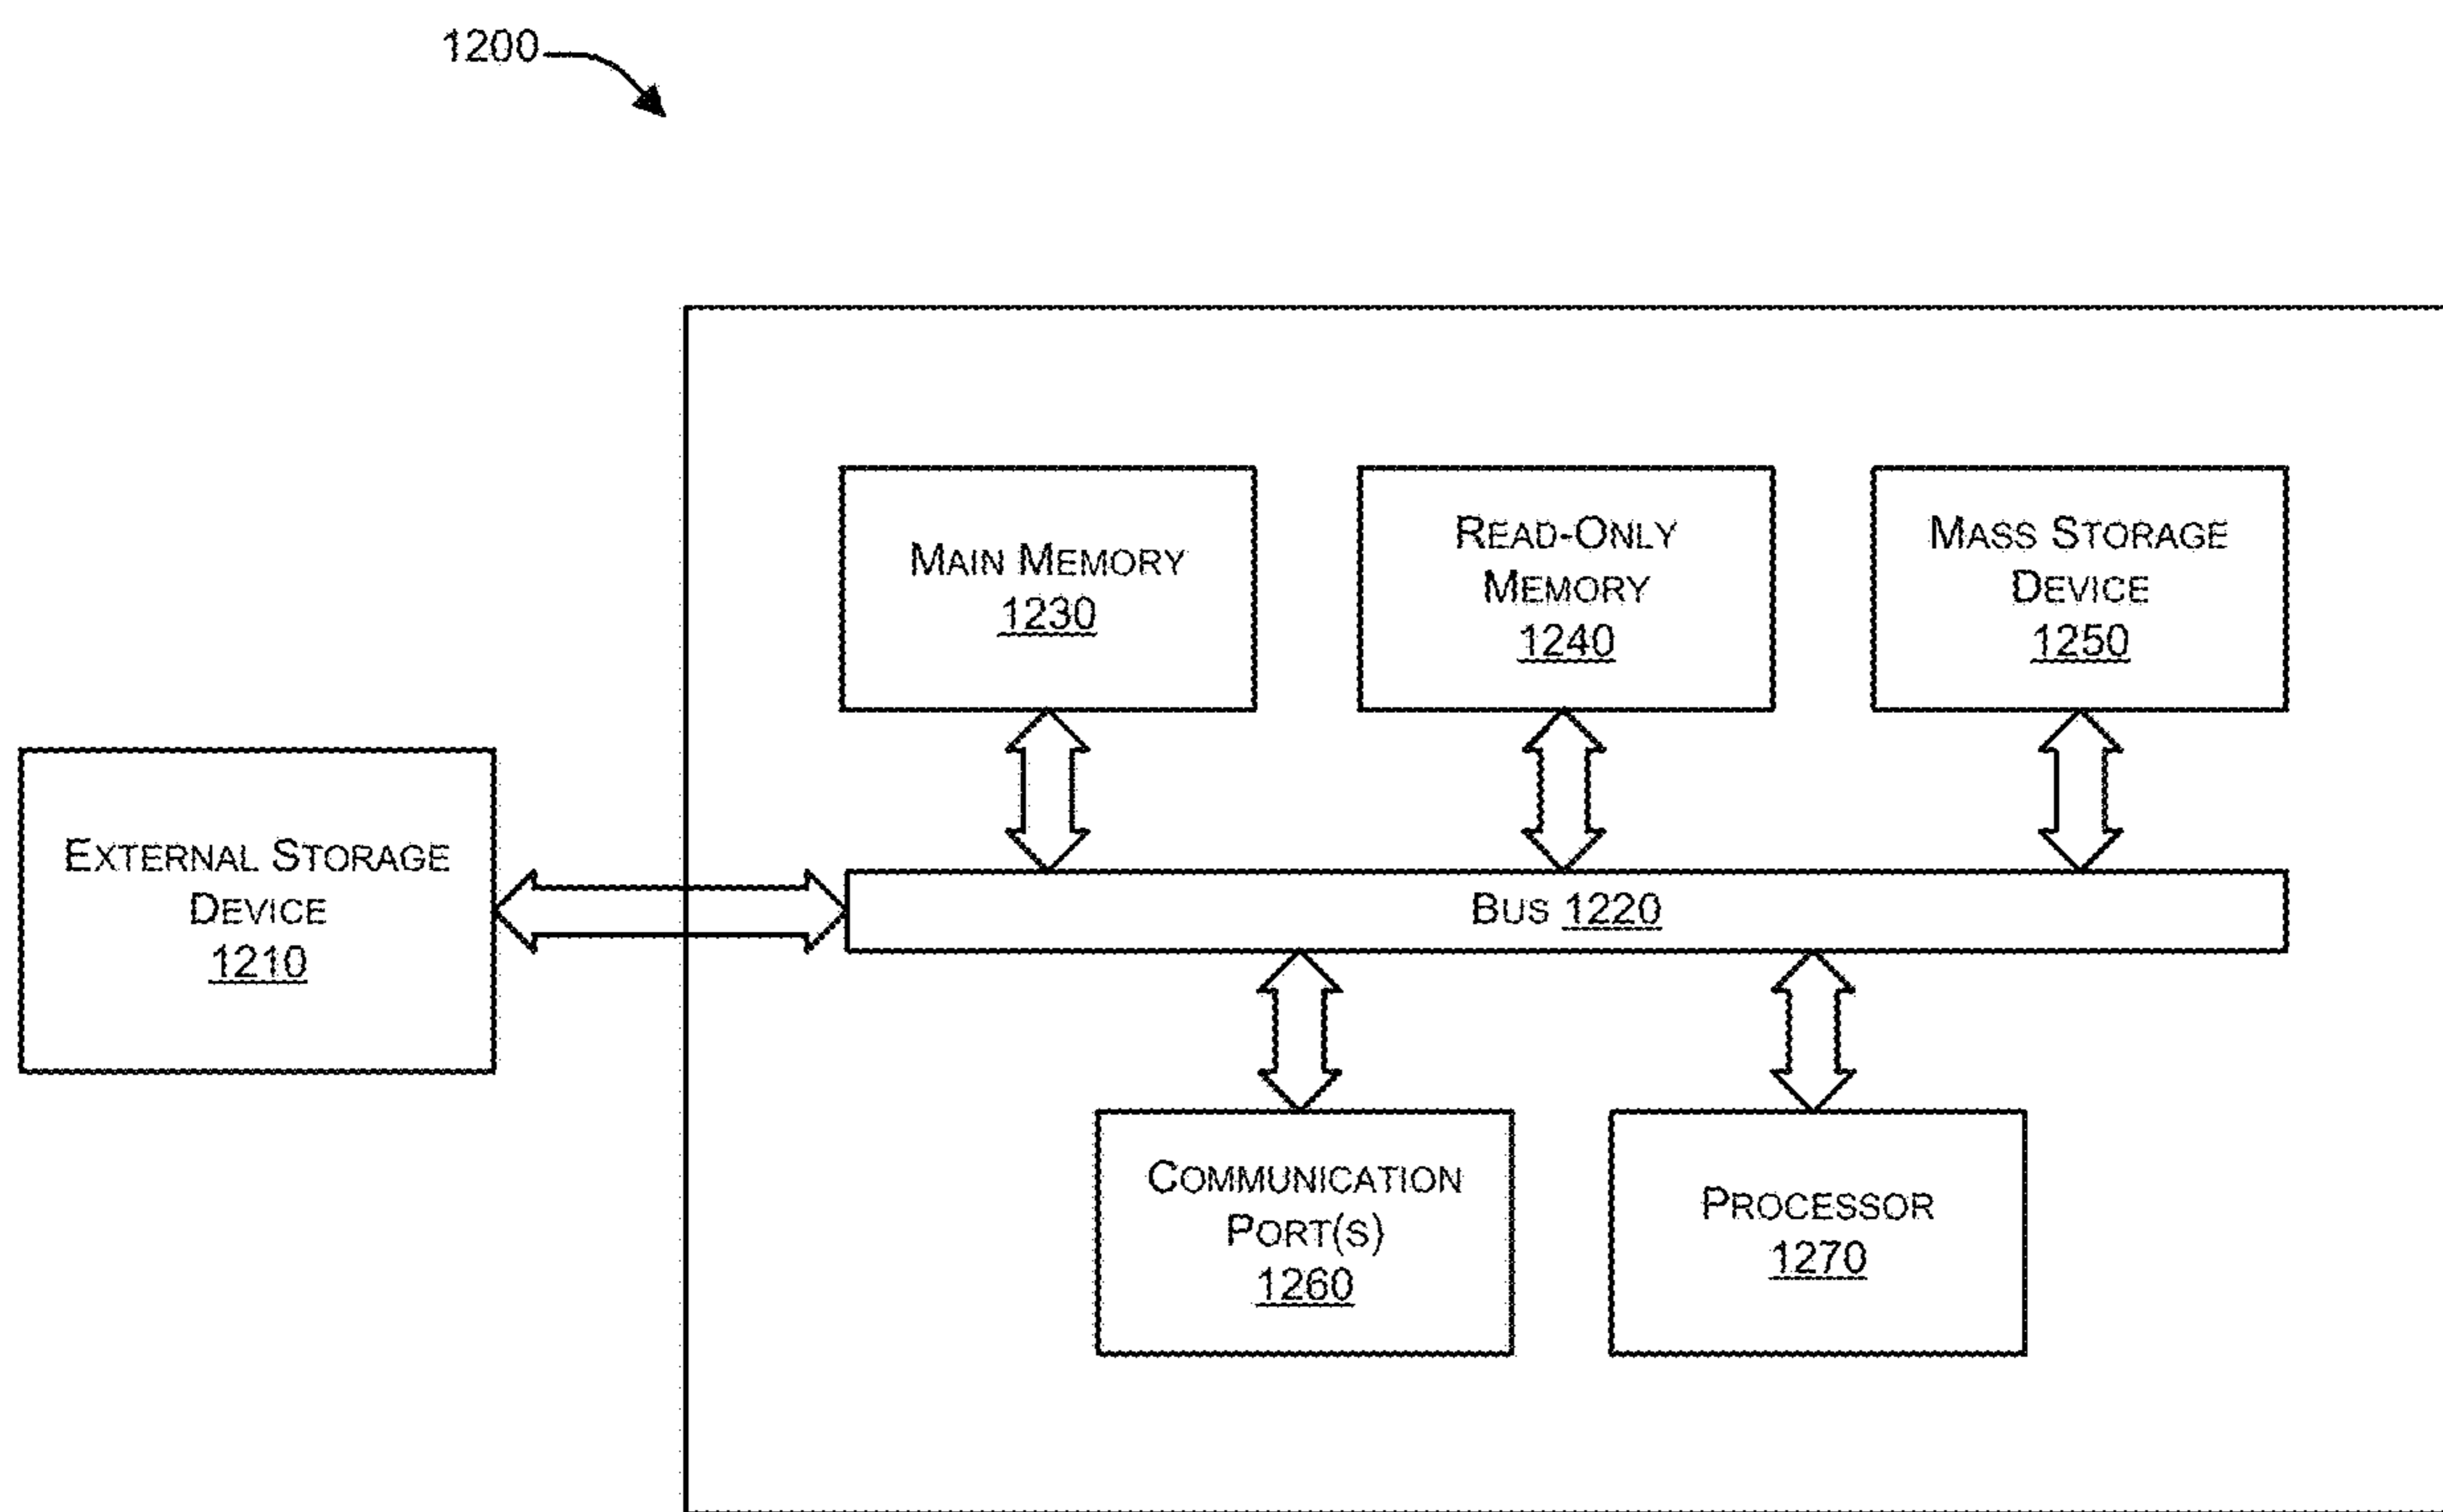 1200
MAIN MEMORY
1230
READ-ONLY
MEMORY
1240
MASS STORAGE
DEVICE
1250
EXTERNAL STORAGE
DEVICE
1210
BUS 1220
COMMUNICATION
PORT(S)
1260
PROCESSOR
1270